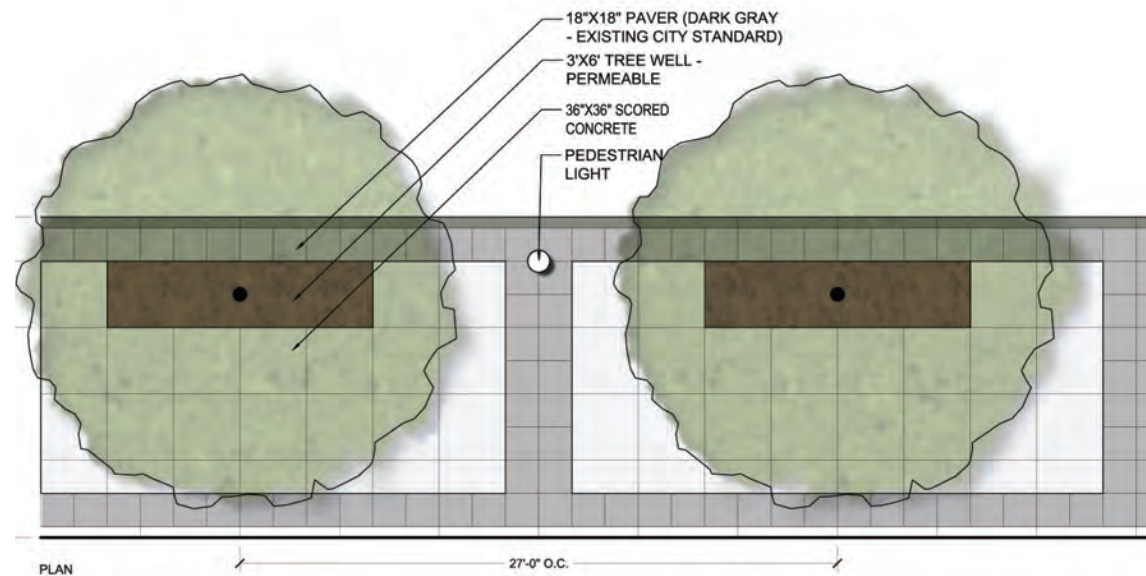 18"X18" PAVER (DARK GRAY
- EXISTING CITY STANDARD)
3'X6' TREE WELL -
PERMEABLE
36"X36" SCORED
CONCRETE
PEDESTRIAN
LIGHT
27'-0" O.C.
PLAN